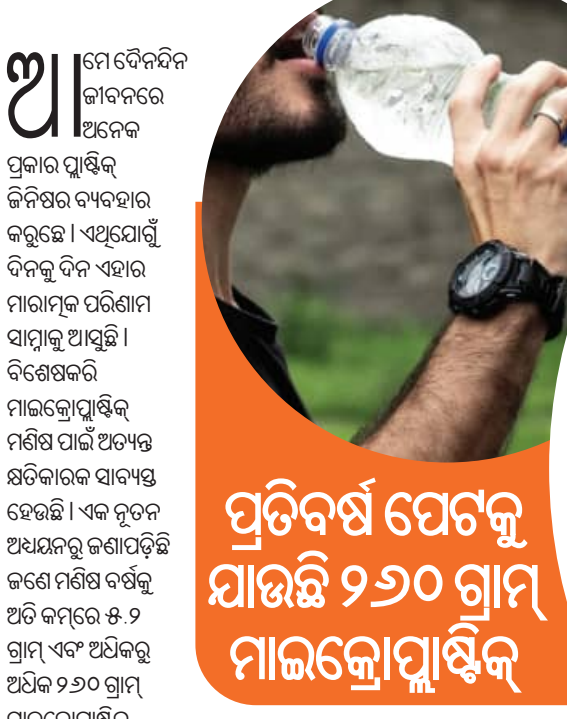 ଆମେ ଦୈନନ୍ଦିନ
ଜୀବନରେ
ଅନେକ
ପ୍ରକାର ପ୍ଲାଷ୍ଟିକ୍
ଜିନିଷର ବ୍ୟବହାର
କରୁଛେ । ଏଥିଯୋଗୁଁ
ଦିନକୁ ଦିନ ଏହାର
ମାରାତ୍ମକ ପରିଣାମ
ସାମ୍ନାକୁ ଆସୁଛି ।
ବିଶେଷକରି
ମାଇକ୍ରୋପ୍ଲାଷ୍ଟିକ୍
ମଣିଷ ପାଇଁ ଅତ୍ୟନ୍ତ
କ୍ଷତିକାରକ ସାବ୍ୟସ୍ତ
ହେଉଛି । ଏକ ନୂତନ
ଅଧ୍ୟୟନରୁ ଜଣାପଡ଼ିଛି
ଜଣେ ମଣିଷ ବର୍ଷକୁ
ଅତି କମ୍‌ରେ ୫.୨
ଗ୍ରାମ୍ ଏବଂ ଅଧିକରୁ
ଅଧିକ ୨୬୦ ଗ୍ରାମ୍
ପ୍ରତିବର୍ଷ ପେଟକୁ
ଯାଉଛି ୨୬୦ ଗ୍ରାମ୍
ମାଇକ୍ରୋପ୍ଲାଷ୍ଟିକ୍